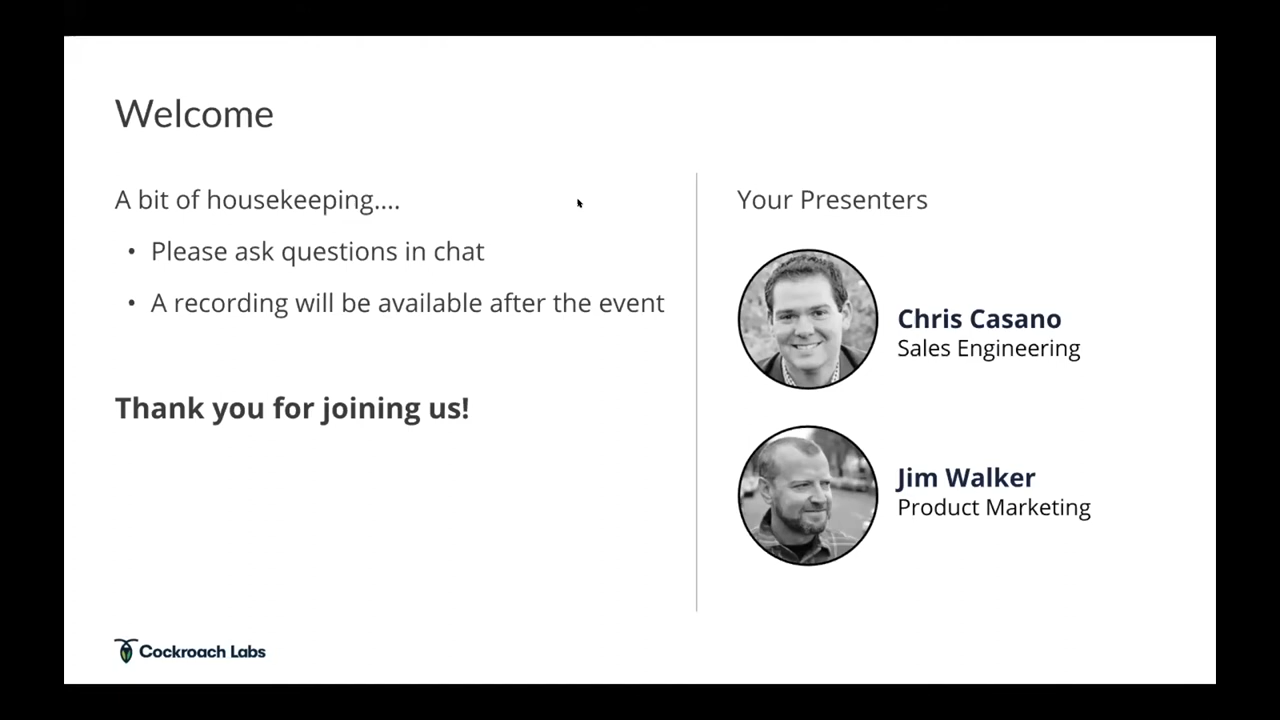 Welcome
A bit of housekeeping....
• Please ask questions in chat
• A recording will be available after the event
Thank you for joining us!
Your Presenters
Chris Casano
Sales Engineering
Jim Walker
Product Marketing
Cockroach Labs